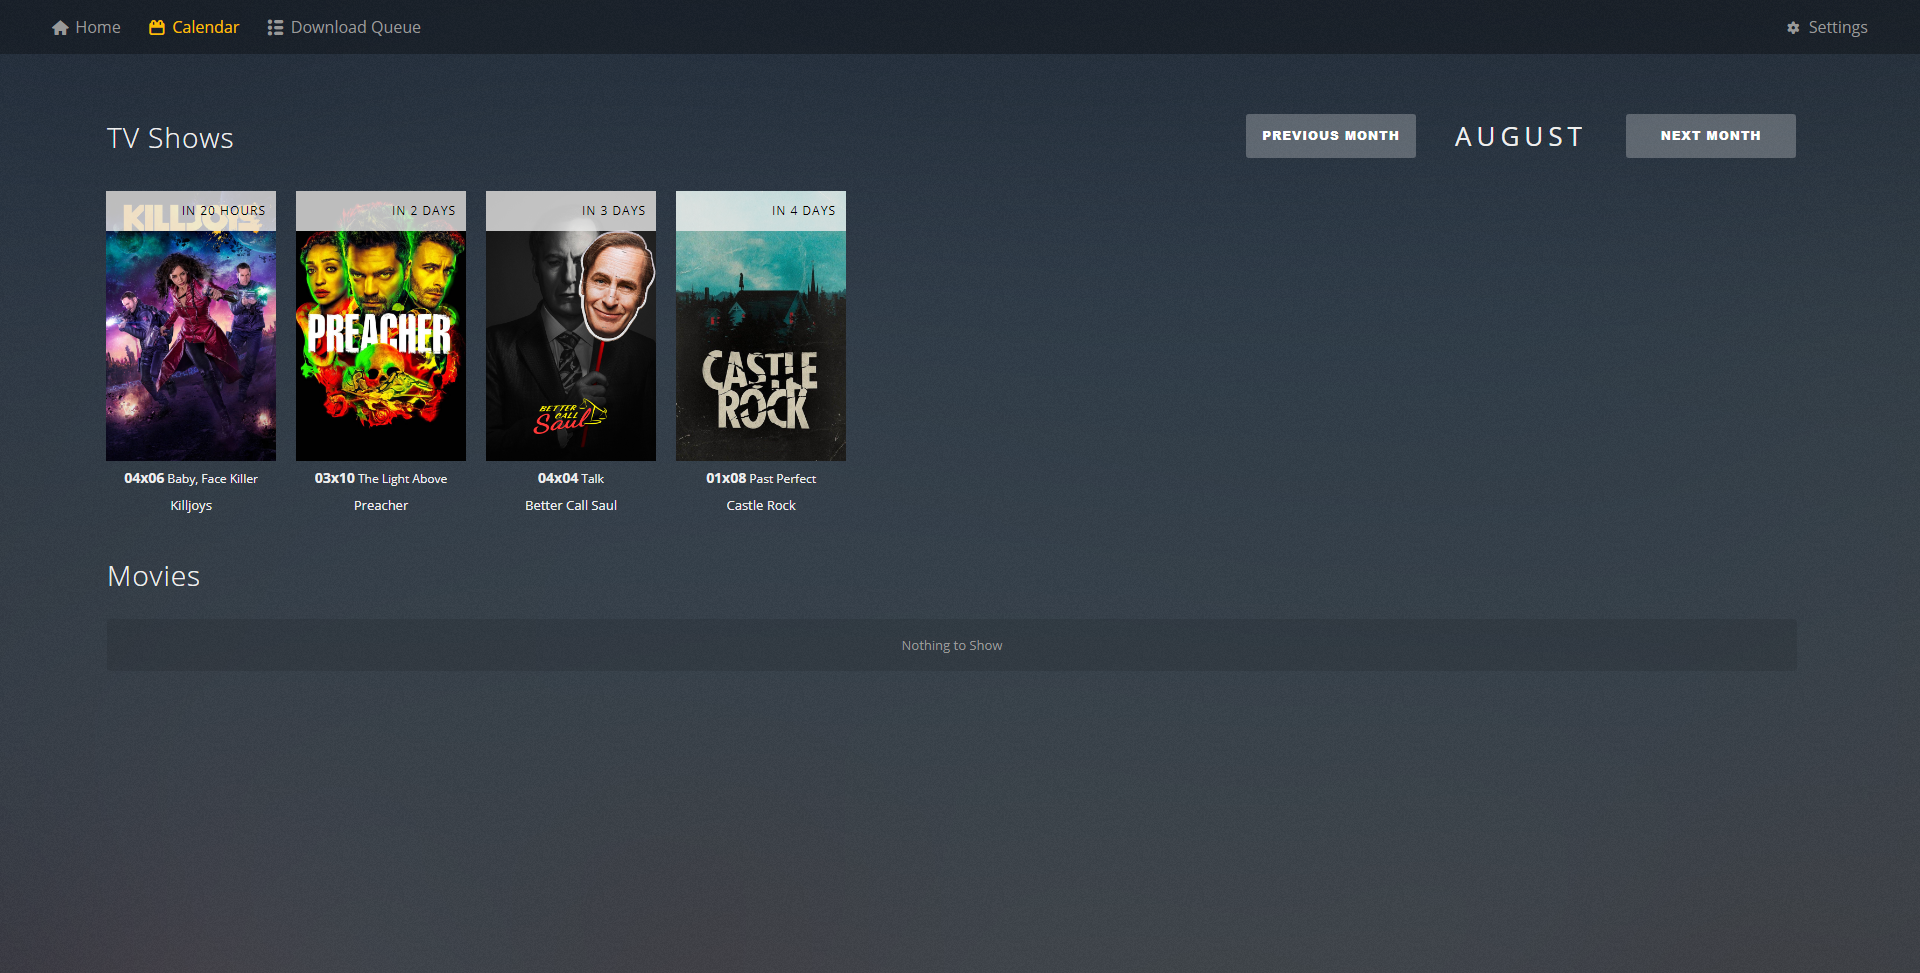 Home Calendar Download Queue Settings
TV Shows PREVIOUS MONTH AUGUST NEXT MONTH
KILLJOYS IN 20 HOURS
IN 2 DAYS
PREACHER
IN 3 DAYS
BETTER
CALL
Saul
IN 4 DAYS
CASTLE
ROCK
04x06 Baby, Face Killer
Killjoys
03x10 The Light Above
Preacher
04x04 Talk
Better Call Saul
01x08 Past Perfect
Castle Rock
Movies
Nothing to Show